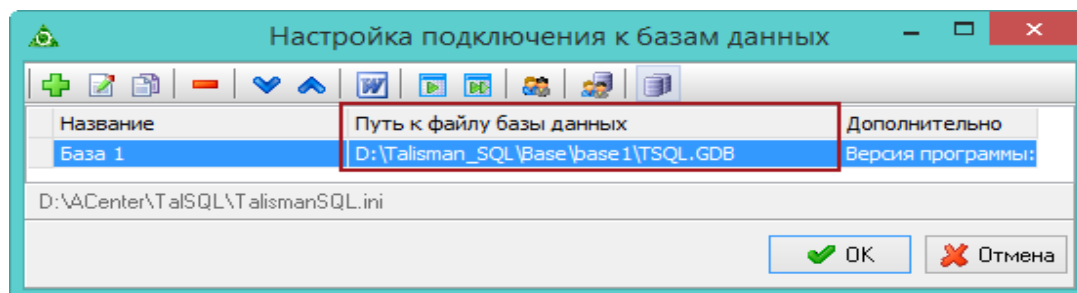 Настройка подключения к базам данных
Название Путь к файлу базы данных Дополнительно
База 1 D:\Talisman_SQL\Base\base1\TSQL.GDB Версия программы:
D:\ACenter\TalSQL\TalismanSQL.ini
OK Отмена